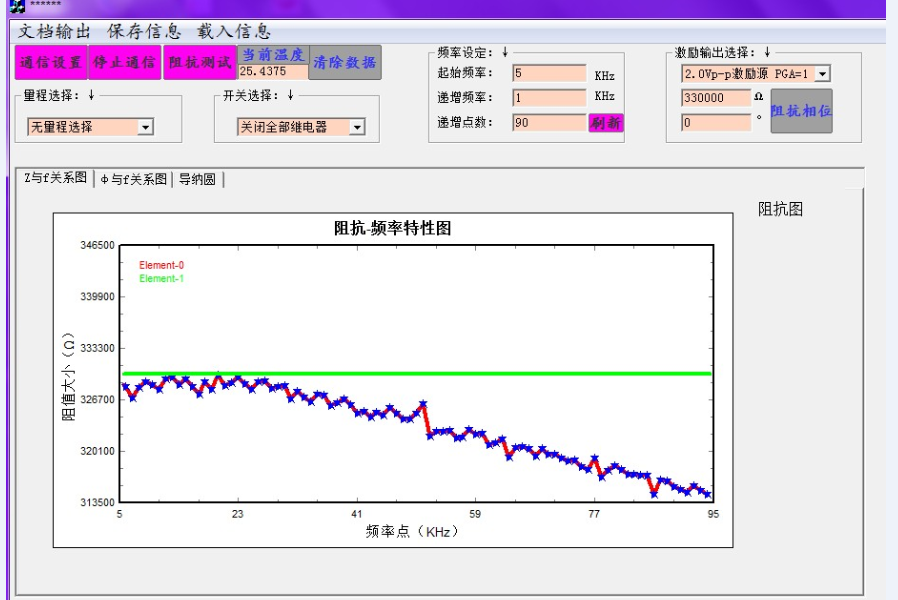 ******
文档输出 保存信息 载入信息
通信设置 停止通信 阻抗测试 当前温度 25.4375 清除数据
频率设定：↓
起始频率： 5 KHz
递增频率： 1 KHz
递增点数： 90 刷新
激励输出选择：↓
2.0Vp-p激励源 PGA=1
330000 Ω
0 °
阻抗相位
量程选择：↓
无量程选择
开关选择：↓
关闭全部继电器
Z与f关系图 φ与f关系图 导纳圆
阻抗图
阻抗-频率特性图
Element-0
Element-1
346500
339900
333300
326700
320100
313500
阻值大小（Ω）
5 23 41 59 77 95
频率点（KHz）